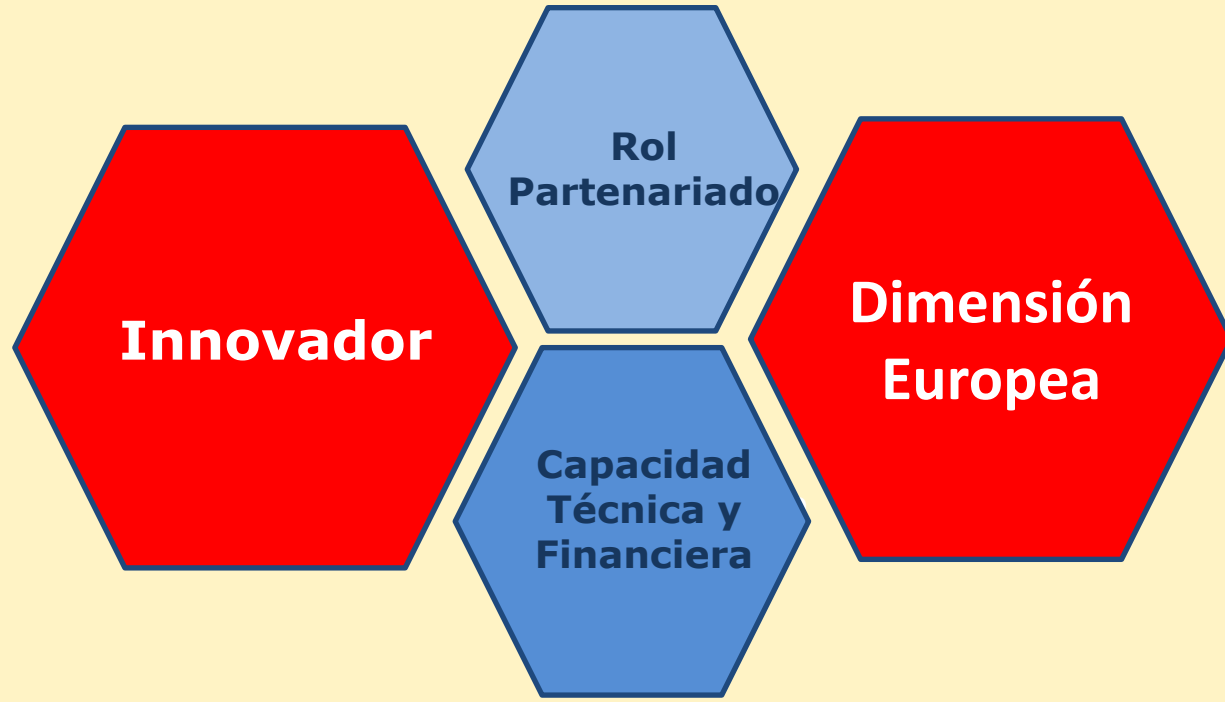 Rol
Partenariado
Innovador
Dimensión
Europea
Capacidad
Técnica y
Financiera